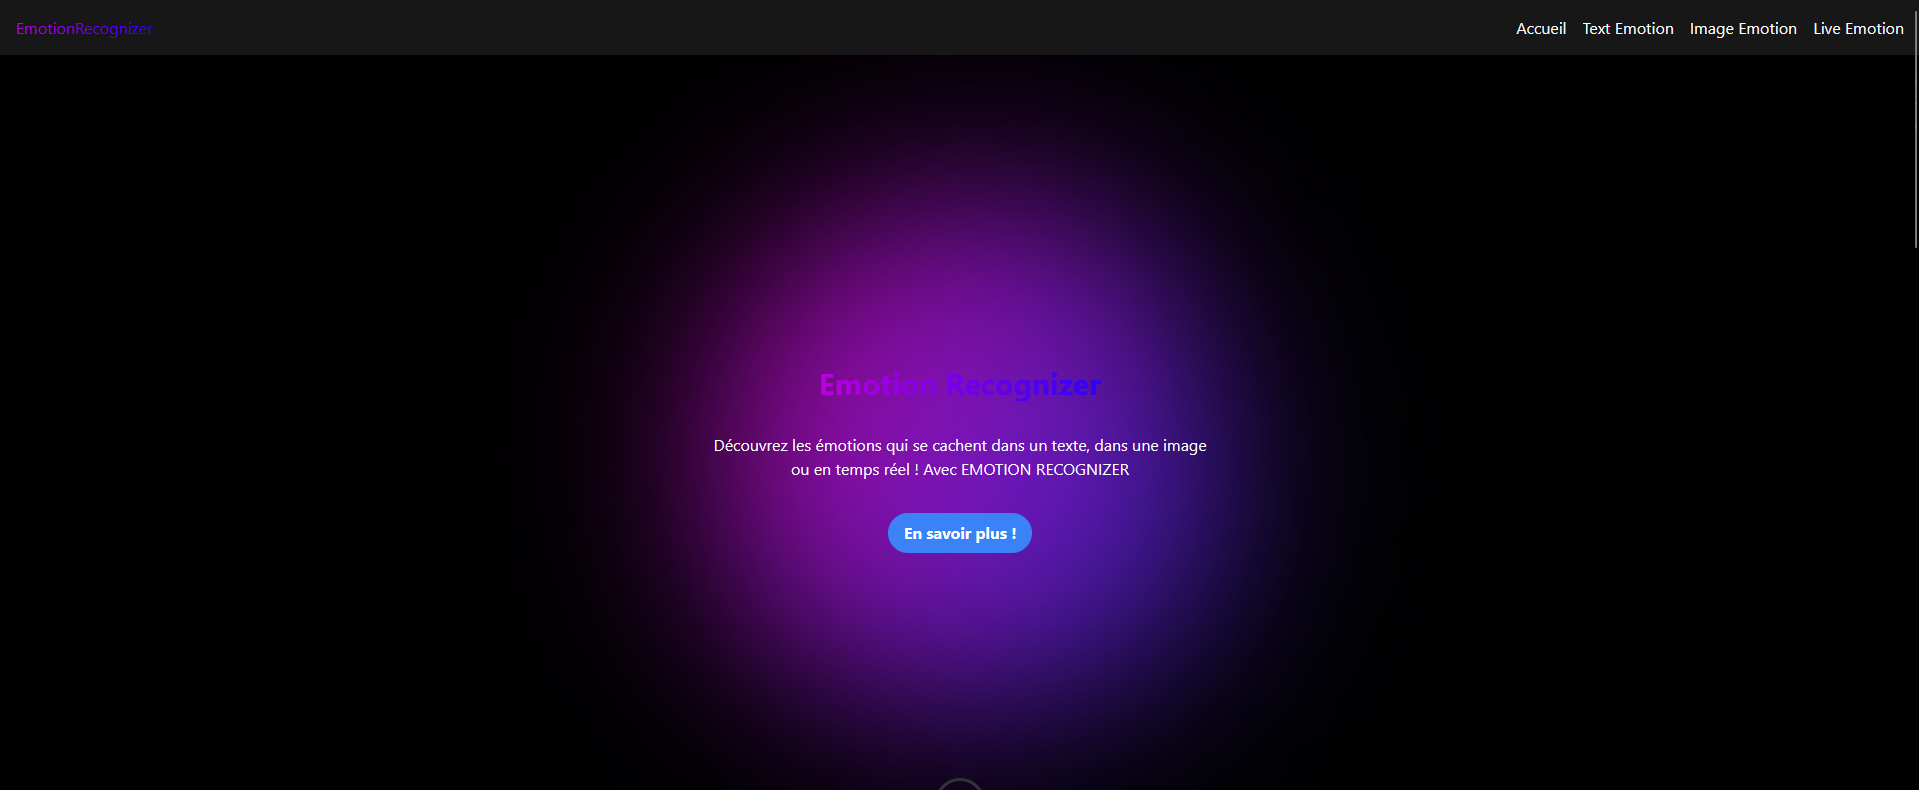 EmotionRecognizer
Accueil Text Emotion Image Emotion Live Emotion
Emotion Recognizer
Découvrez les émotions qui se cachent dans un texte, dans une image
ou en temps réel ! Avec EMOTION RECOGNIZER
En savoir plus !